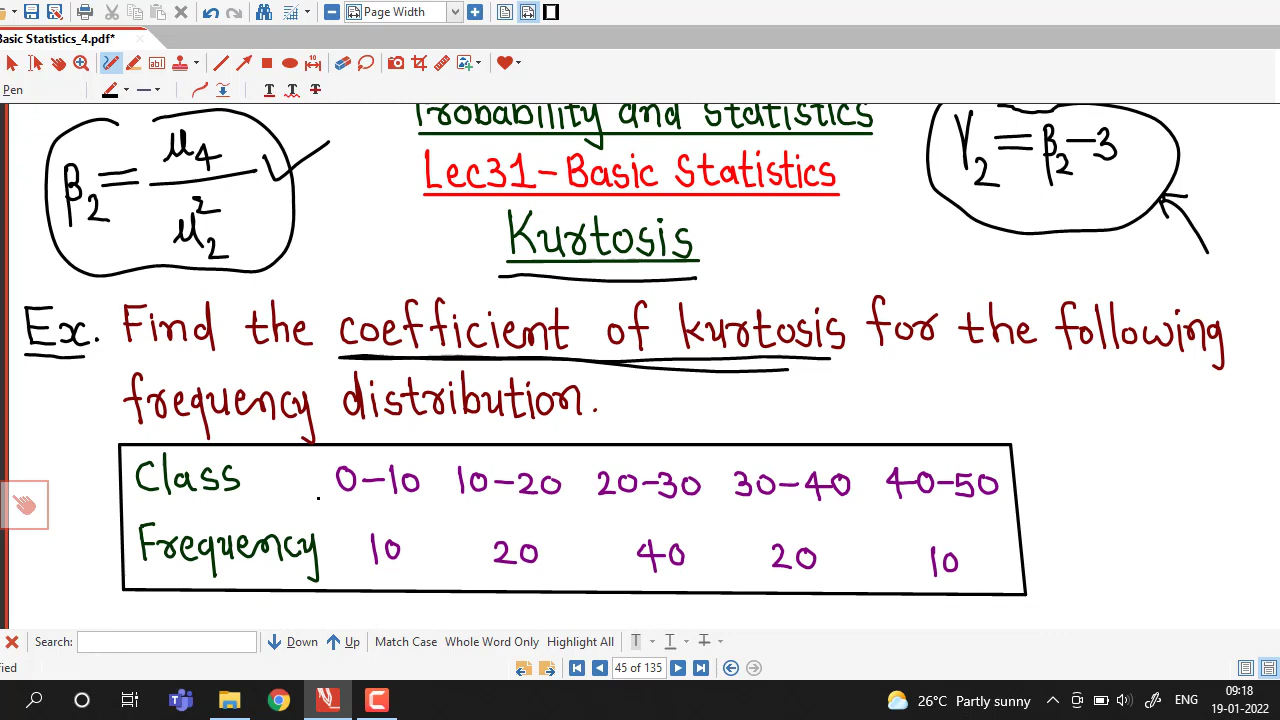 Page Width
Basic Statistics_4.pdf*
Pen
Probability and Statistics
β₂ = μ₄ / μ₂² ✓
γ₂ = β₂ – 3
Lec31-Basic Statistics
Kurtosis
Ex. Find the coefficient of kurtosis for the following
frequency distribution.
Class 0-10 10-20 20-30 30-40 40-50
Frequency 10 20 40 20 10
Search: Down Up Match Case Whole Word Only Highlight All T T T
fied 45 of 135
26°C Partly sunny ENG 09:18
19-01-2022